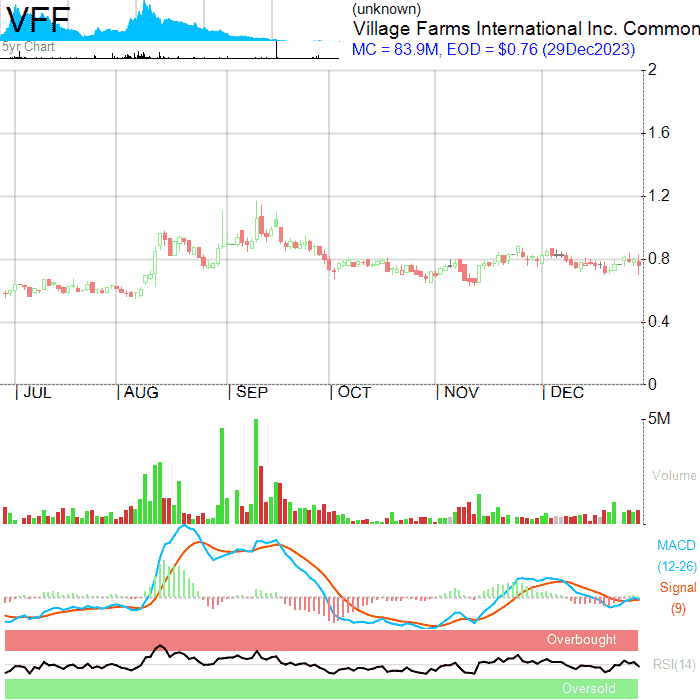 VFF
5yr Chart
(unknown)
Village Farms International Inc. Common
MC = 83.9M, EOD = $0.76 (29Dec2023)
2
1.6
1.2
0.8
0.4
0
JUL AUG SEP OCT NOV DEC
5M
Volume
MACD
(12-26)
Signal
(9)
Overbought
RSI(14)
Oversold